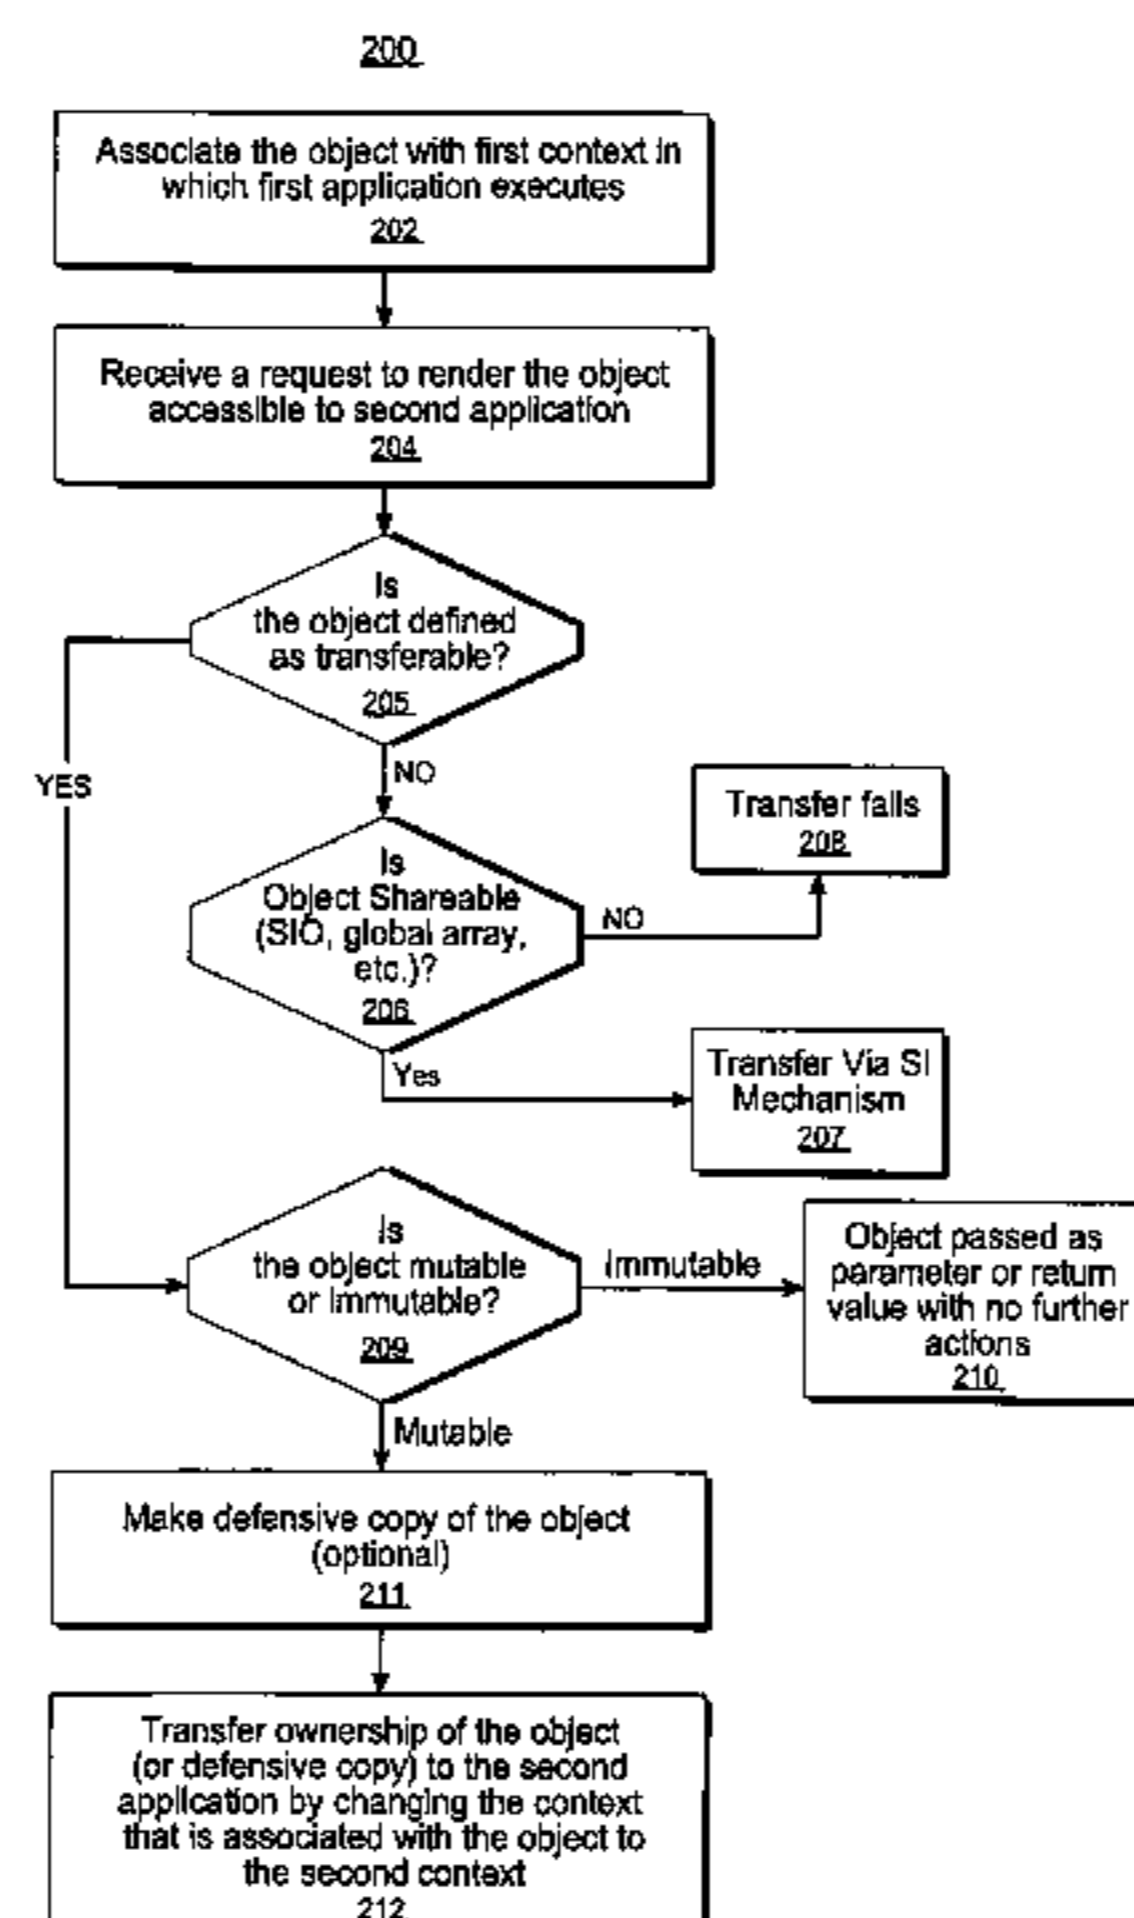 200
Associate the object with first context in
which first application executes
202
Receive a request to render the object
accessible to second application
204
Is
the object defined
as transferable?
205
YES
NO
Transfer fails
208
Is
Object Shareable
(SIO, global array,
etc.)?
206
NO
Yes
Transfer Via SI
Mechanism
207
Is
the object mutable
or Immutable?
209
Immutable
Object passed as
parameter or return
value with no further
actions
210
Mutable
Make defensive copy of the object
(optional)
211
Transfer ownership of the object
(or defensive copy) to the second
application by changing the context
that is associated with the object to
the second context
212